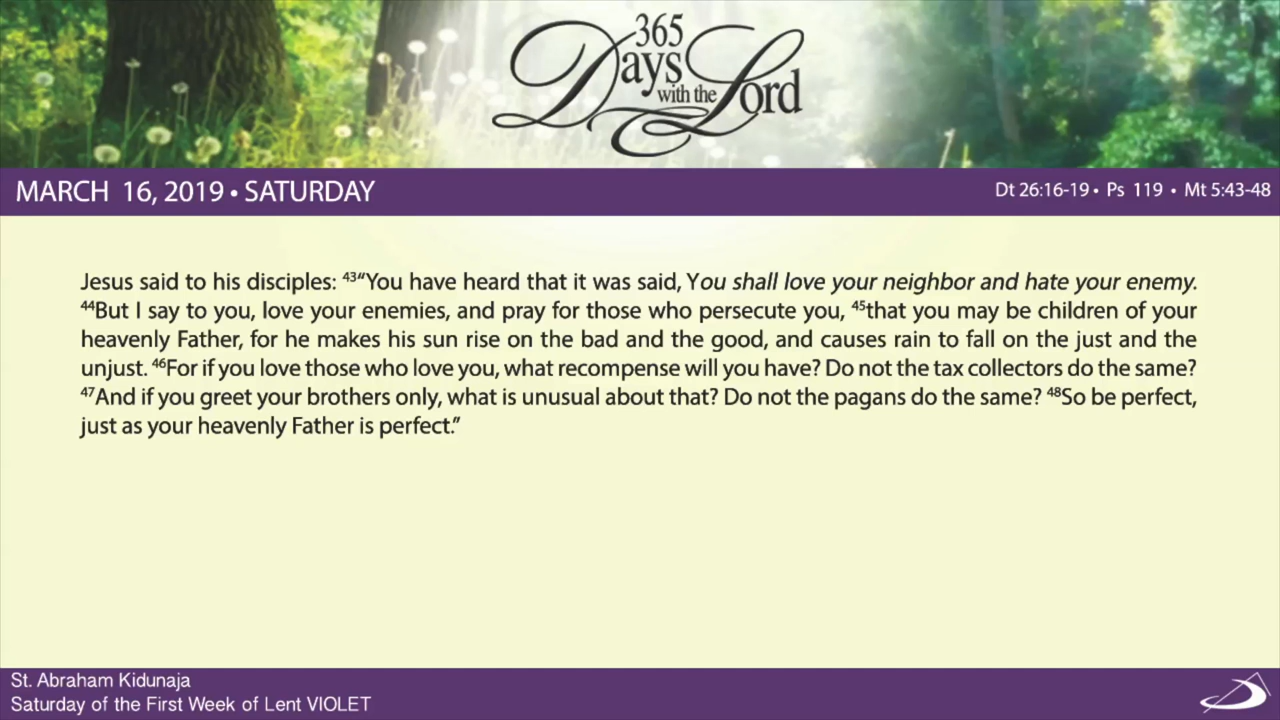 365
Days
with the Lord
MARCH 16, 2019 • SATURDAY
Dt 26:16-19 • Ps 119 • Mt 5:43-48
Jesus said to his disciples: ⁴³“You have heard that it was said, You shall love your neighbor and hate your enemy.
⁴⁴But I say to you, love your enemies, and pray for those who persecute you, ⁴⁵that you may be children of your
heavenly Father, for he makes his sun rise on the bad and the good, and causes rain to fall on the just and the
unjust. ⁴⁶For if you love those who love you, what recompense will you have? Do not the tax collectors do the same?
⁴⁷And if you greet your brothers only, what is unusual about that? Do not the pagans do the same? ⁴⁸So be perfect,
just as your heavenly Father is perfect.”
St. Abraham Kidunaja
Saturday of the First Week of Lent VIOLET